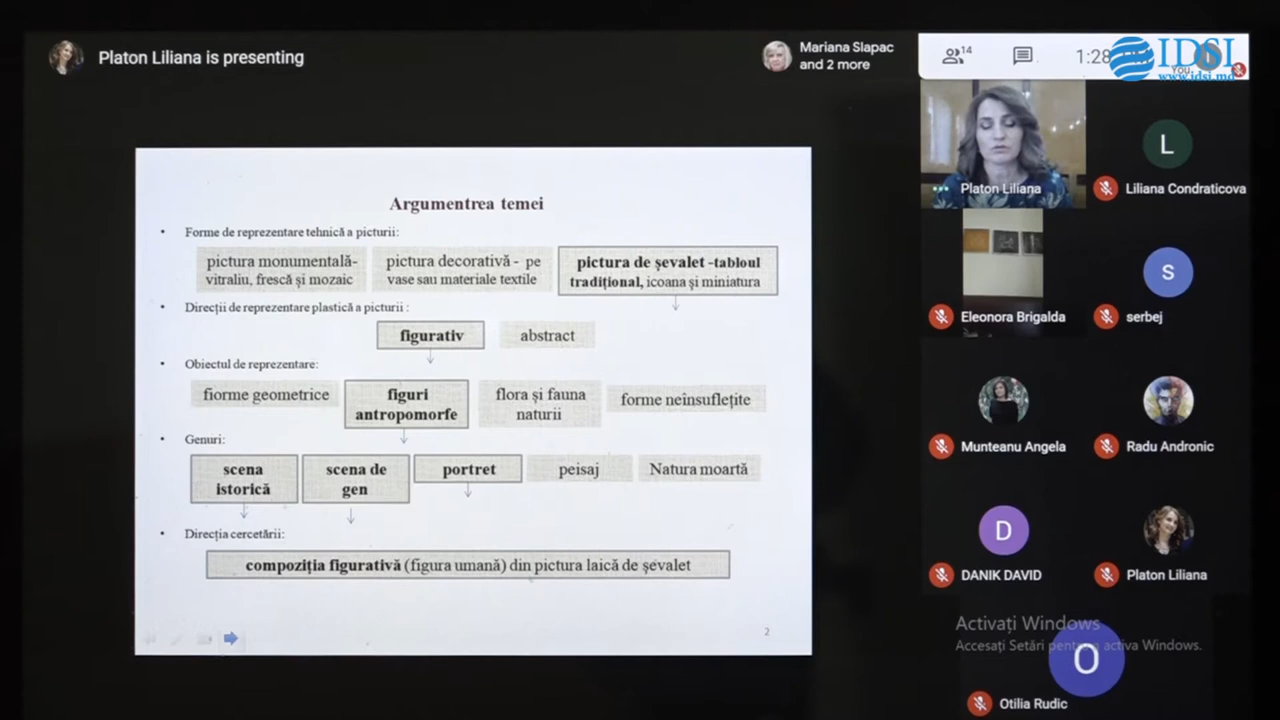 Platon Liliana is presenting
Mariana Slapac
and 2 more
14
1:28
IDSI
www.idsi.md
YOU
Argumentrea temei
• Forme de reprezentare tehnică a picturii:
pictura monumentală-
vitraliu, frescă și mozaic
pictura decorativă - pe
vase sau materiale textile
pictura de șevalet -tabloul
tradițional, icoana și miniatura
• Direcții de reprezentare plastică a picturii :
figurativ
abstract
• Obiectul de reprezentare:
fiorme geometrice
figuri
antropomorfe
flora și fauna
naturii
forme neinsuflețite
• Genuri:
scena
istorică
scena de
gen
portret
peisaj
Natura moartă
• Direcția cercetării:
compoziția figurativă (figura umană) din pictura laică de șevalet
2
Platon Liliana
L
Liliana Condraticova
Eleonora Brigalda
S
serbej
Munteanu Angela
Radu Andronic
D
DANIK DAVID
Platon Liliana
Activați Windows
Accesați Setări pentru a activa Windows.
O
Otilia Rudic